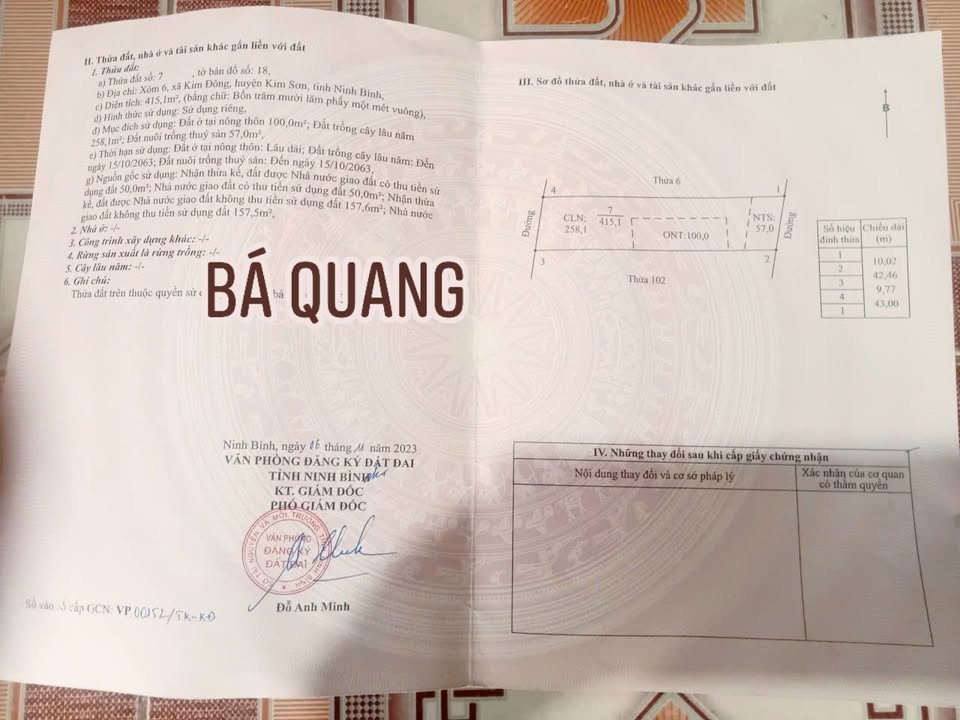 II. Thửa đất, nhà ở và tài sản khác gắn liền với đất
1. Thửa đất:
a) Thửa đất số: 7 , tờ bản đồ số: 18,
b) Địa chỉ: Xóm 6, xã Kim Đông, huyện Kim Sơn, tỉnh Ninh Bình,
c) Diện tích: 415,1m², (bằng chữ: Bốn trăm mười lăm phẩy một mét vuông),
d) Hình thức sử dụng: Sử dụng riêng,
đ) Mục đích sử dụng: Đất ở tại nông thôn 100,0m²; Đất trồng cây lâu năm
258,1m²; Đất nuôi trồng thuỷ sản 57,0m²,
e) Thời hạn sử dụng: Đất ở tại nông thôn: Lâu dài; Đất trồng cây lâu năm: Đến
ngày 15/10/2063; Đất nuôi trồng thuỷ sản: Đến ngày 15/10/2063,
g) Nguồn gốc sử dụng: Nhận thừa kế, đất được Nhà nước giao đất có thu tiền sử
dụng đất 50,0m²; Nhà nước giao đất có thu tiền sử dụng đất 50,0m²; Nhận thừa
kế, đất được Nhà nước giao đất không thu tiền sử dụng đất 157,6m²; Nhà nước
giao đất không thu tiền sử dụng đất 157,5m²,
2. Nhà ở: -/-
3. Công trình xây dựng khác: -/-
4. Rừng sản xuất là rừng trồng: -/-
5. Cây lâu năm: -/-
6. Ghi chú:
Thửa đất trên thuộc quyền sử bà
BÁ QUANG
Ninh Bình, ngày 06 tháng 11 năm 2023
VĂN PHÒNG ĐĂNG KÝ ĐẤT ĐAI
TỈNH NINH BÌNH
KT. GIÁM ĐỐC
PHÓ GIÁM ĐỐC
SỞ TÀI NGUYÊN VÀ MÔI TRƯỜNG TỈNH NINH BÌNH
VĂN PHÒNG
ĐĂNG KÝ
ĐẤT ĐAI
Đỗ Anh Minh
Số vào sổ cấp GCN: VP 00152/TK-KĐ
III. Sơ đồ thửa đất, nhà ở và tài sản khác gắn liền với đất
B
Thửa 6
4 1
Đường
CLN: 7
258,1 415,1
ONT:100,0
NTS:
57,0
Đường
3 2
Thửa 102
Số hiệu đỉnh thửa Chiều dài (m)
1
10,02
2
42,46
3
9,77
4
43,00
1
IV. Những thay đổi sau khi cấp giấy chứng nhận
Nội dung thay đổi và cơ sở pháp lý Xác nhận của cơ quan
có thẩm quyền